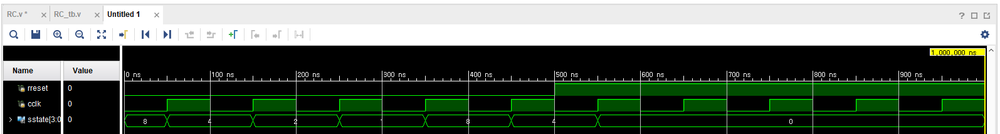 RC.v * × RC_tb.v × Untitled 1 ×
?
1,000,000 ns
Name Value
0 ns 100 ns 200 ns 300 ns 400 ns 500 ns 600 ns 700 ns 800 ns 900 ns
rreset 0
cclk 0
sstate[3:0 0 8 4 2 1 8 4 0